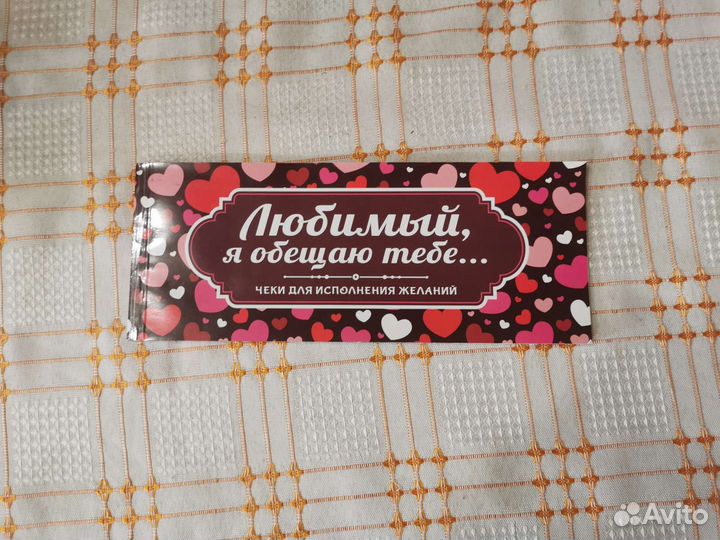 Любимый,
я обещаю тебе...
ЧЕКИ ДЛЯ ИСПОЛНЕНИЯ ЖЕЛАНИЙ
Avito